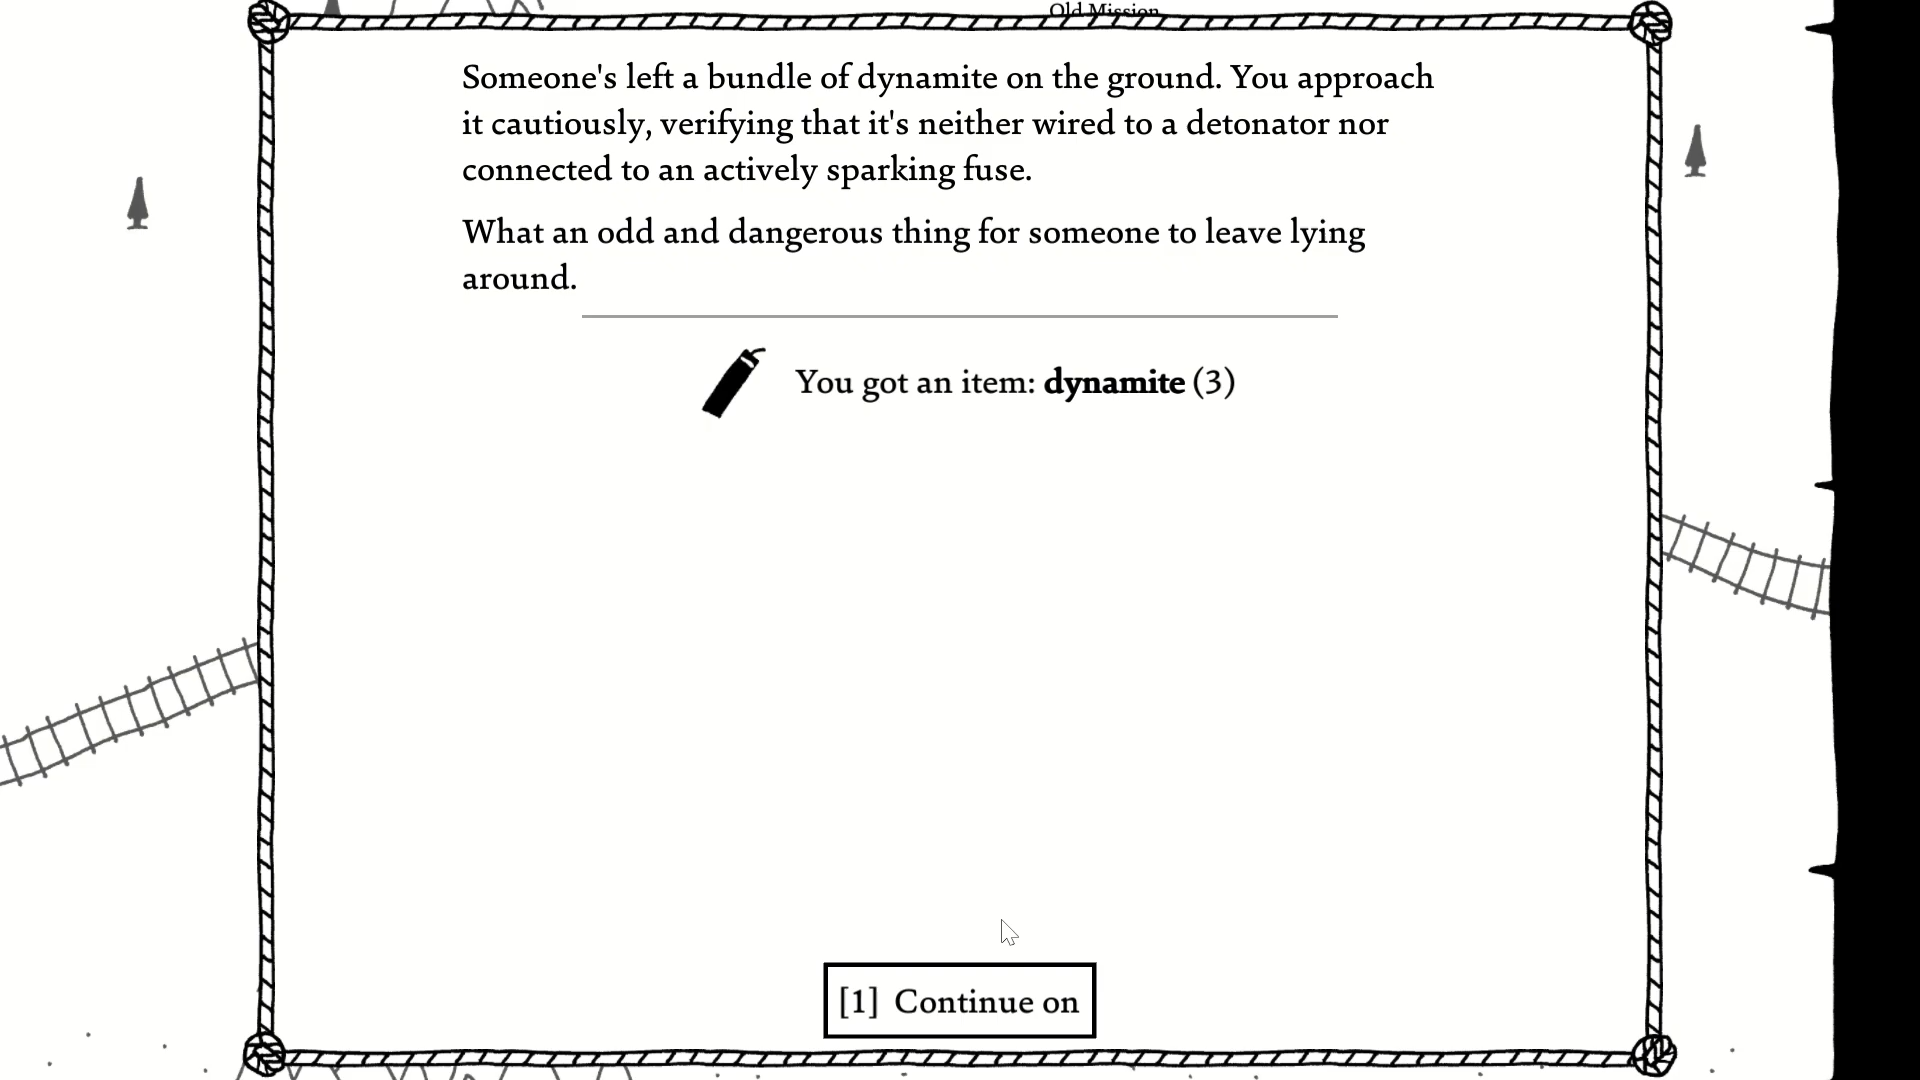 Old Mission
Someone's left a bundle of dynamite on the ground. You approach
it cautiously, verifying that it's neither wired to a detonator nor
connected to an actively sparking fuse.
What an odd and dangerous thing for someone to leave lying
around.
You got an item: dynamite (3)
[1] Continue on